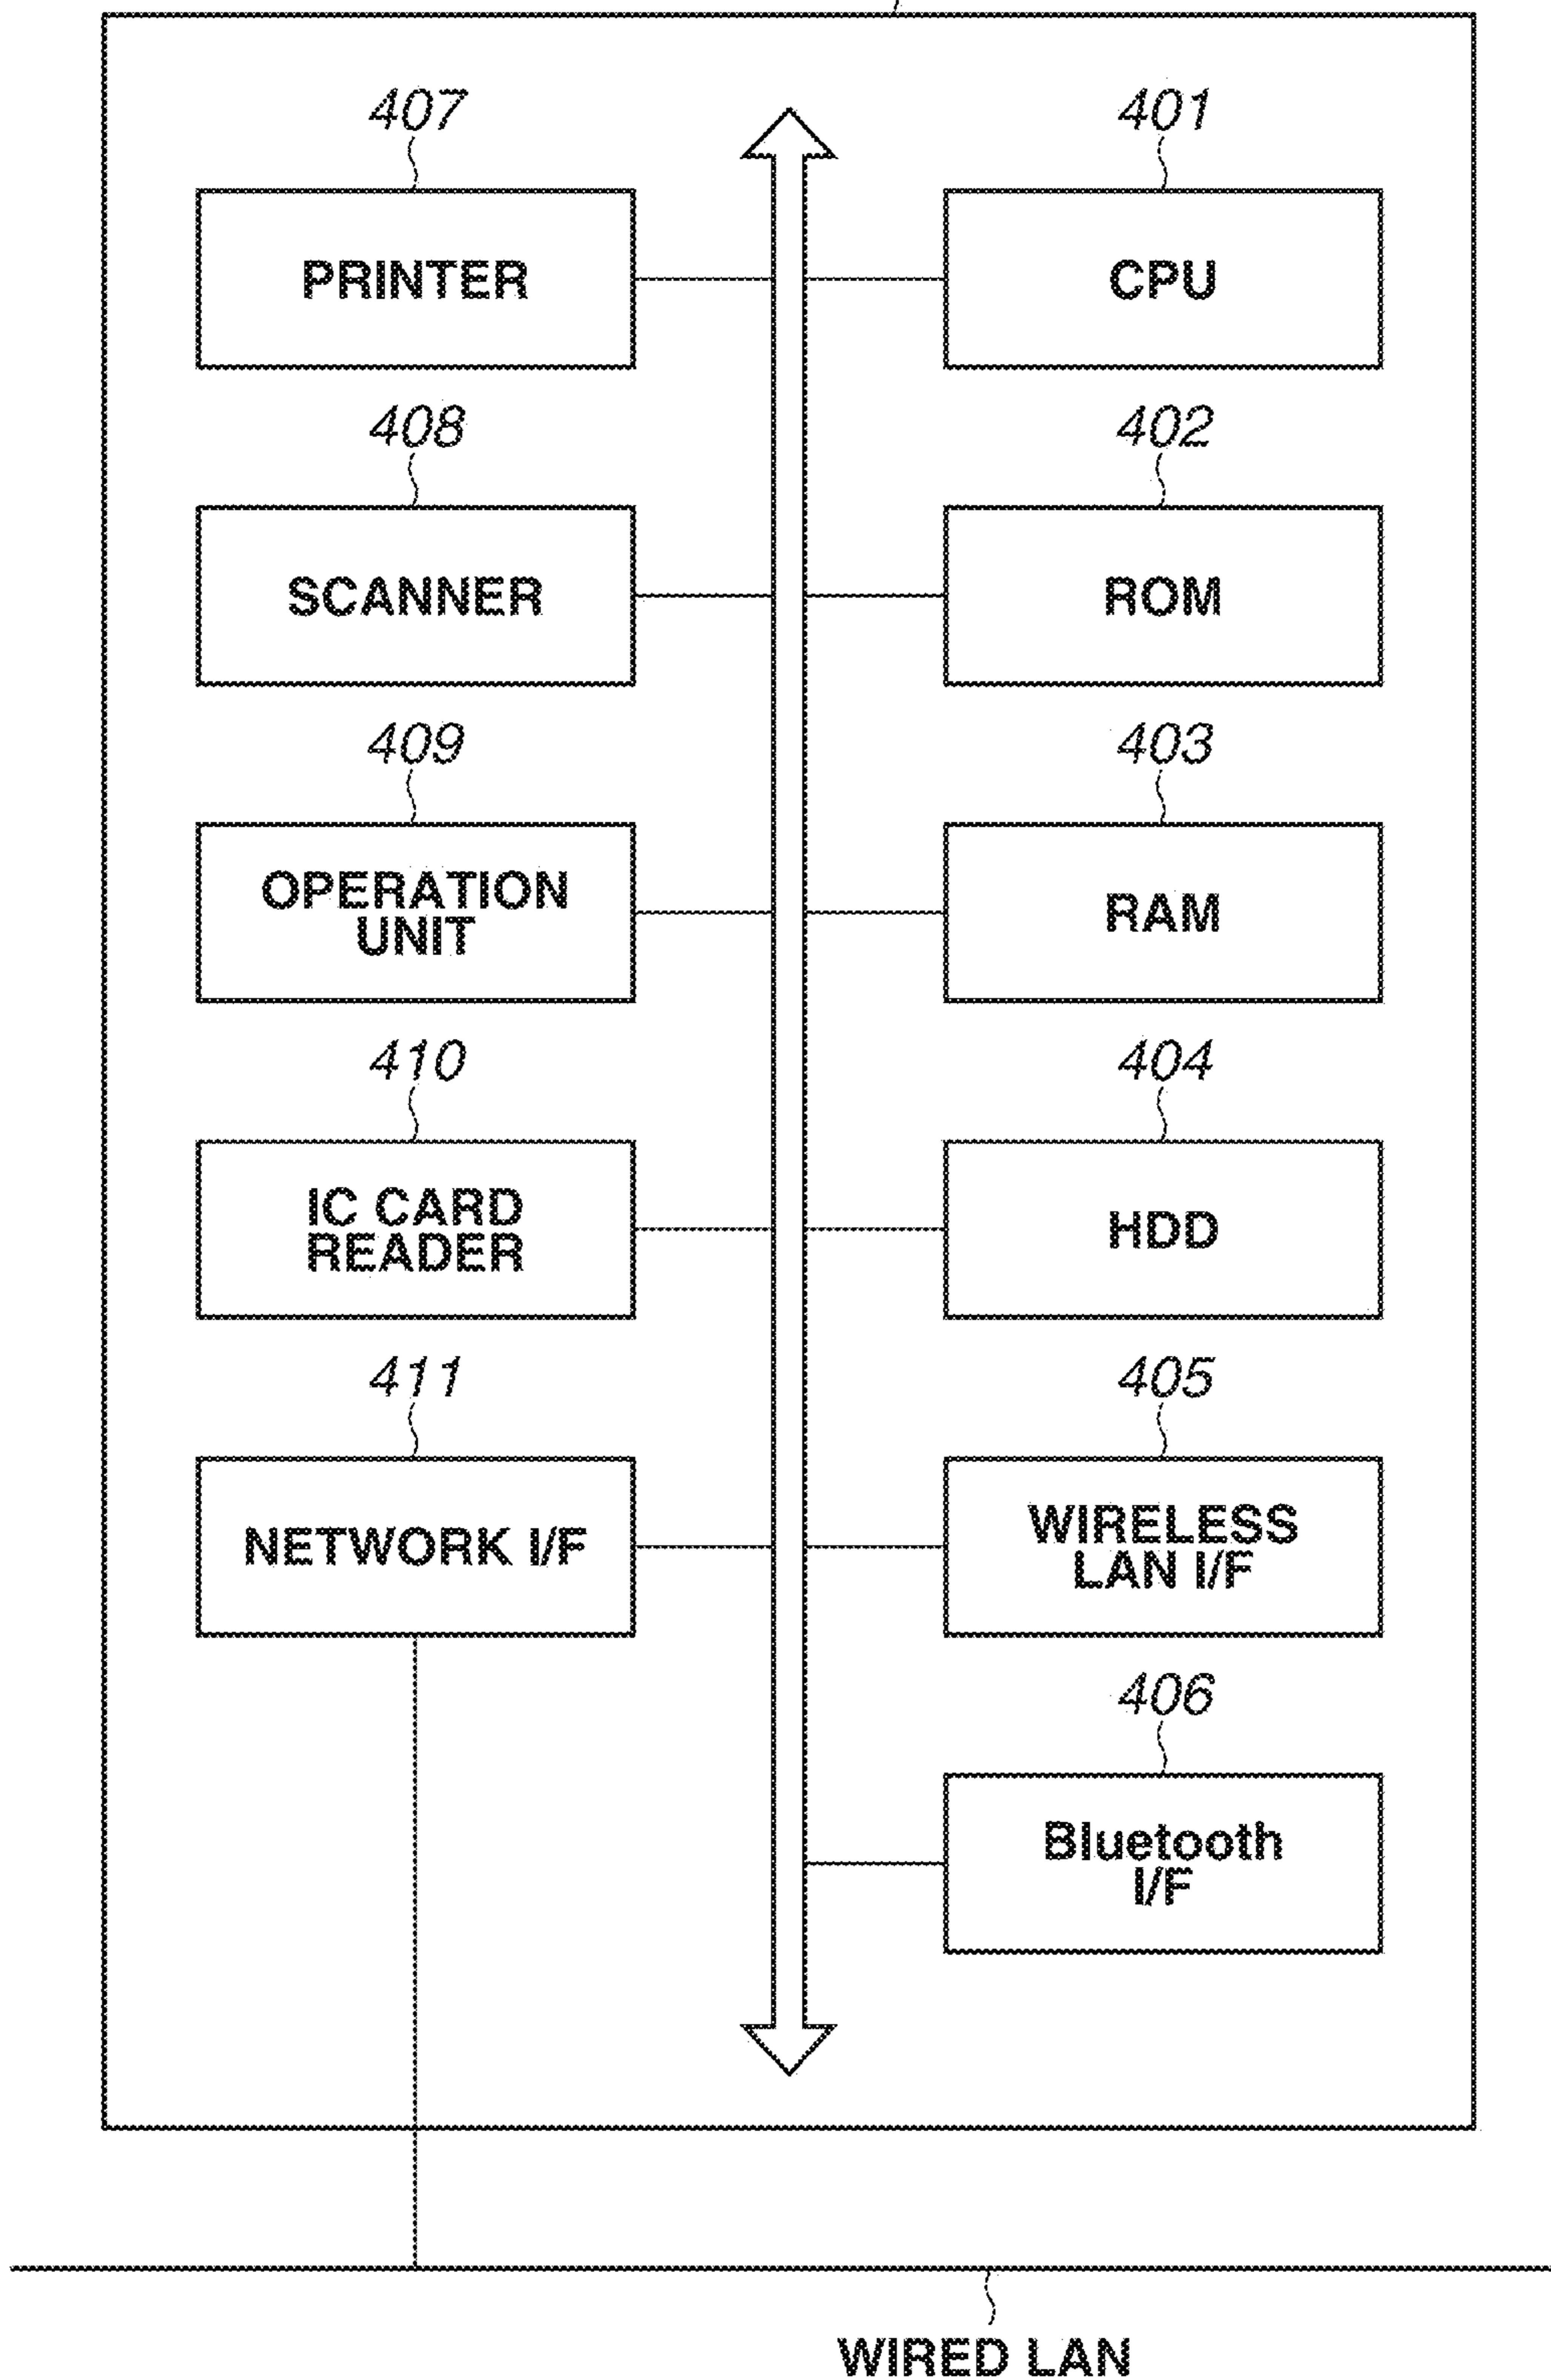 407
401
PRINTER
CPU
408
402
SCANNER
ROM
409
403
OPERATION
UNIT
RAM
410
404
IC CARD
READER
HDD
411
405
NETWORK I/F
WIRELESS
LAN I/F
406
Bluetooth
I/F
WIRED LAN